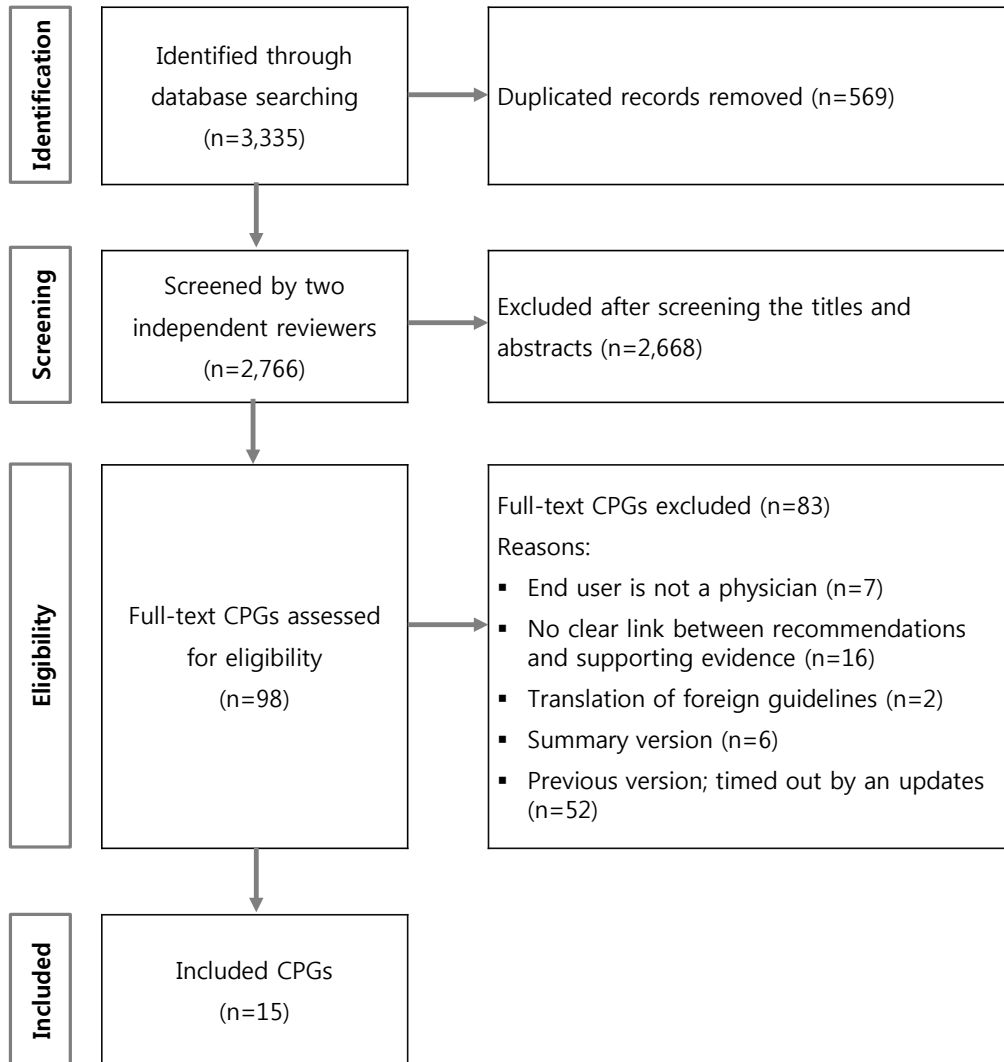 Identification
Identified through
database searching
(n=3,335)
Duplicated records removed (n=569)
Screening
Screened by two
independent reviewers
(n=2,766)
Excluded after screening the titles and
abstracts (n=2,668)
Eligibility
Full-text CPGs assessed
for eligibility
(n=98)
Full-text CPGs excluded (n=83)
Reasons:
▪ End user is not a physician (n=7)
▪ No clear link between recommendations
and supporting evidence (n=16)
▪ Translation of foreign guidelines (n=2)
▪ Summary version (n=6)
▪ Previous version; timed out by an updates
(n=52)
Included
Included CPGs
(n=15)